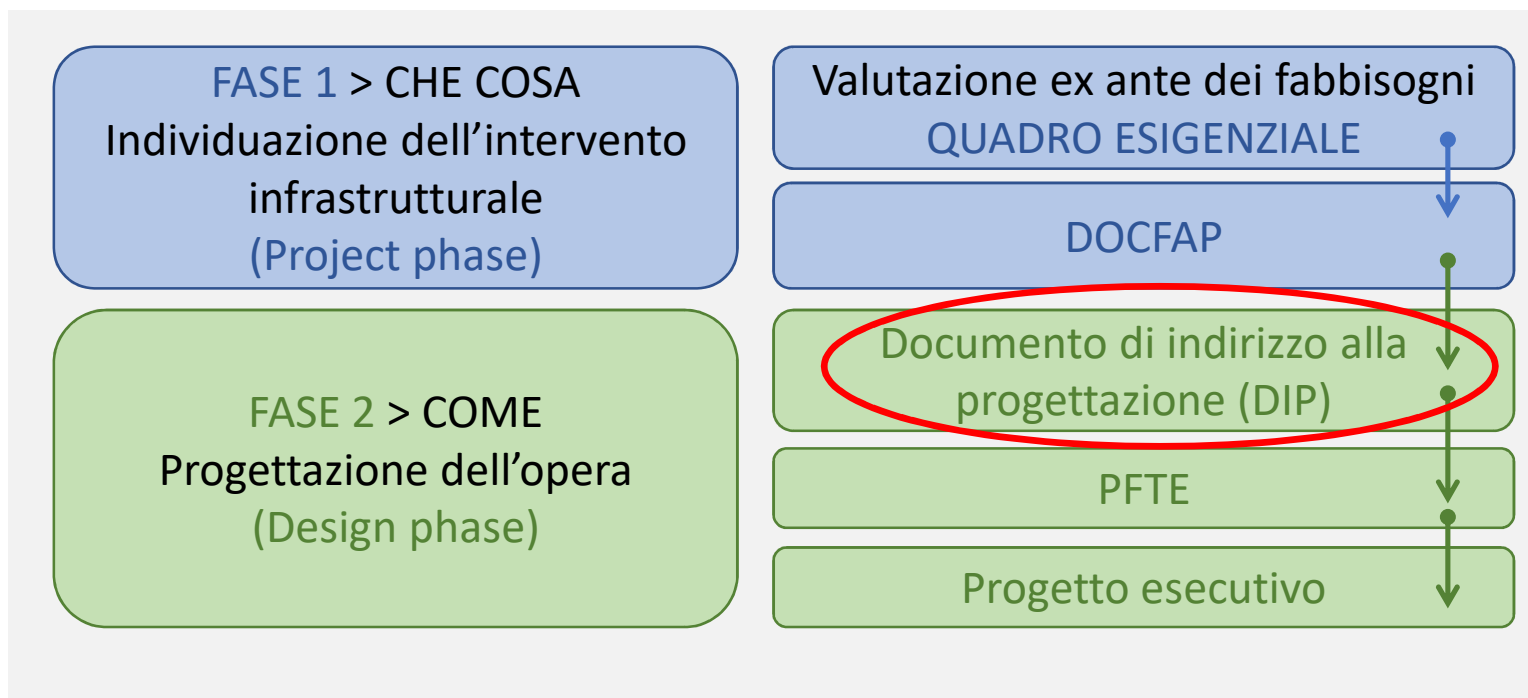 FASE 1 > CHE COSA
Individuazione dell’intervento
infrastrutturale
(Project phase)
Valutazione ex ante dei fabbisogni
QUADRO ESIGENZIALE
DOCFAP
FASE 2 > COME
Progettazione dell’opera
(Design phase)
Documento di indirizzo alla
progettazione (DIP)
PFTE
Progetto esecutivo